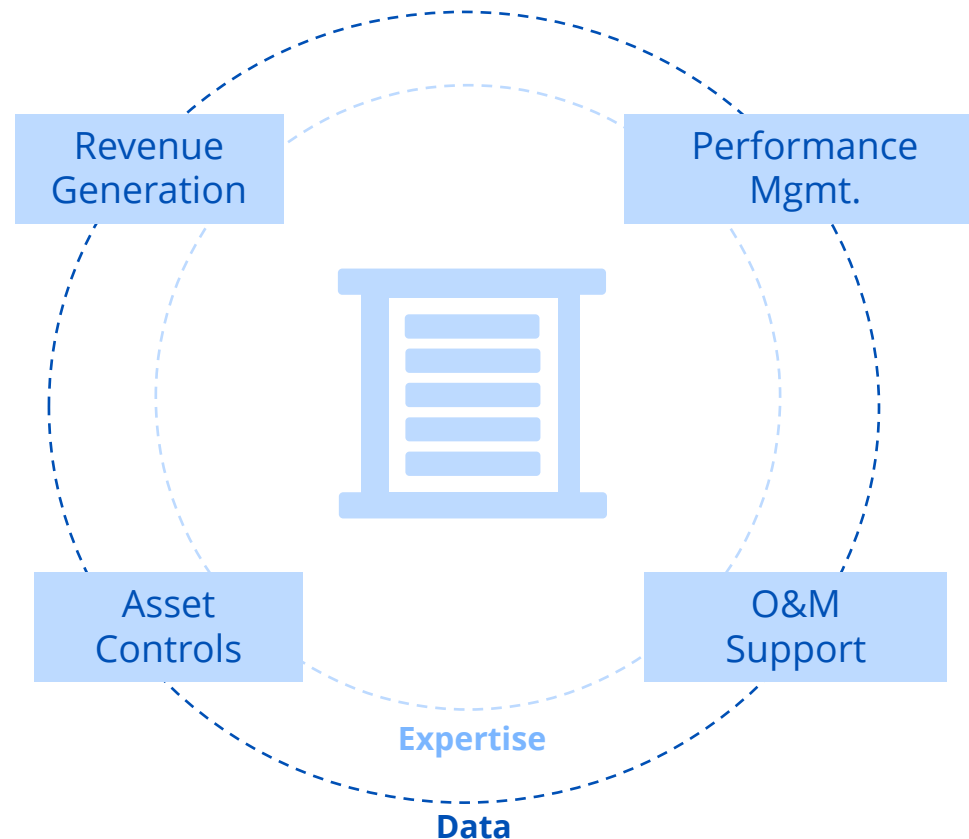 Revenue
Generation
Performance
Mgmt.
Asset
Controls
O&M
Support
Expertise
Data